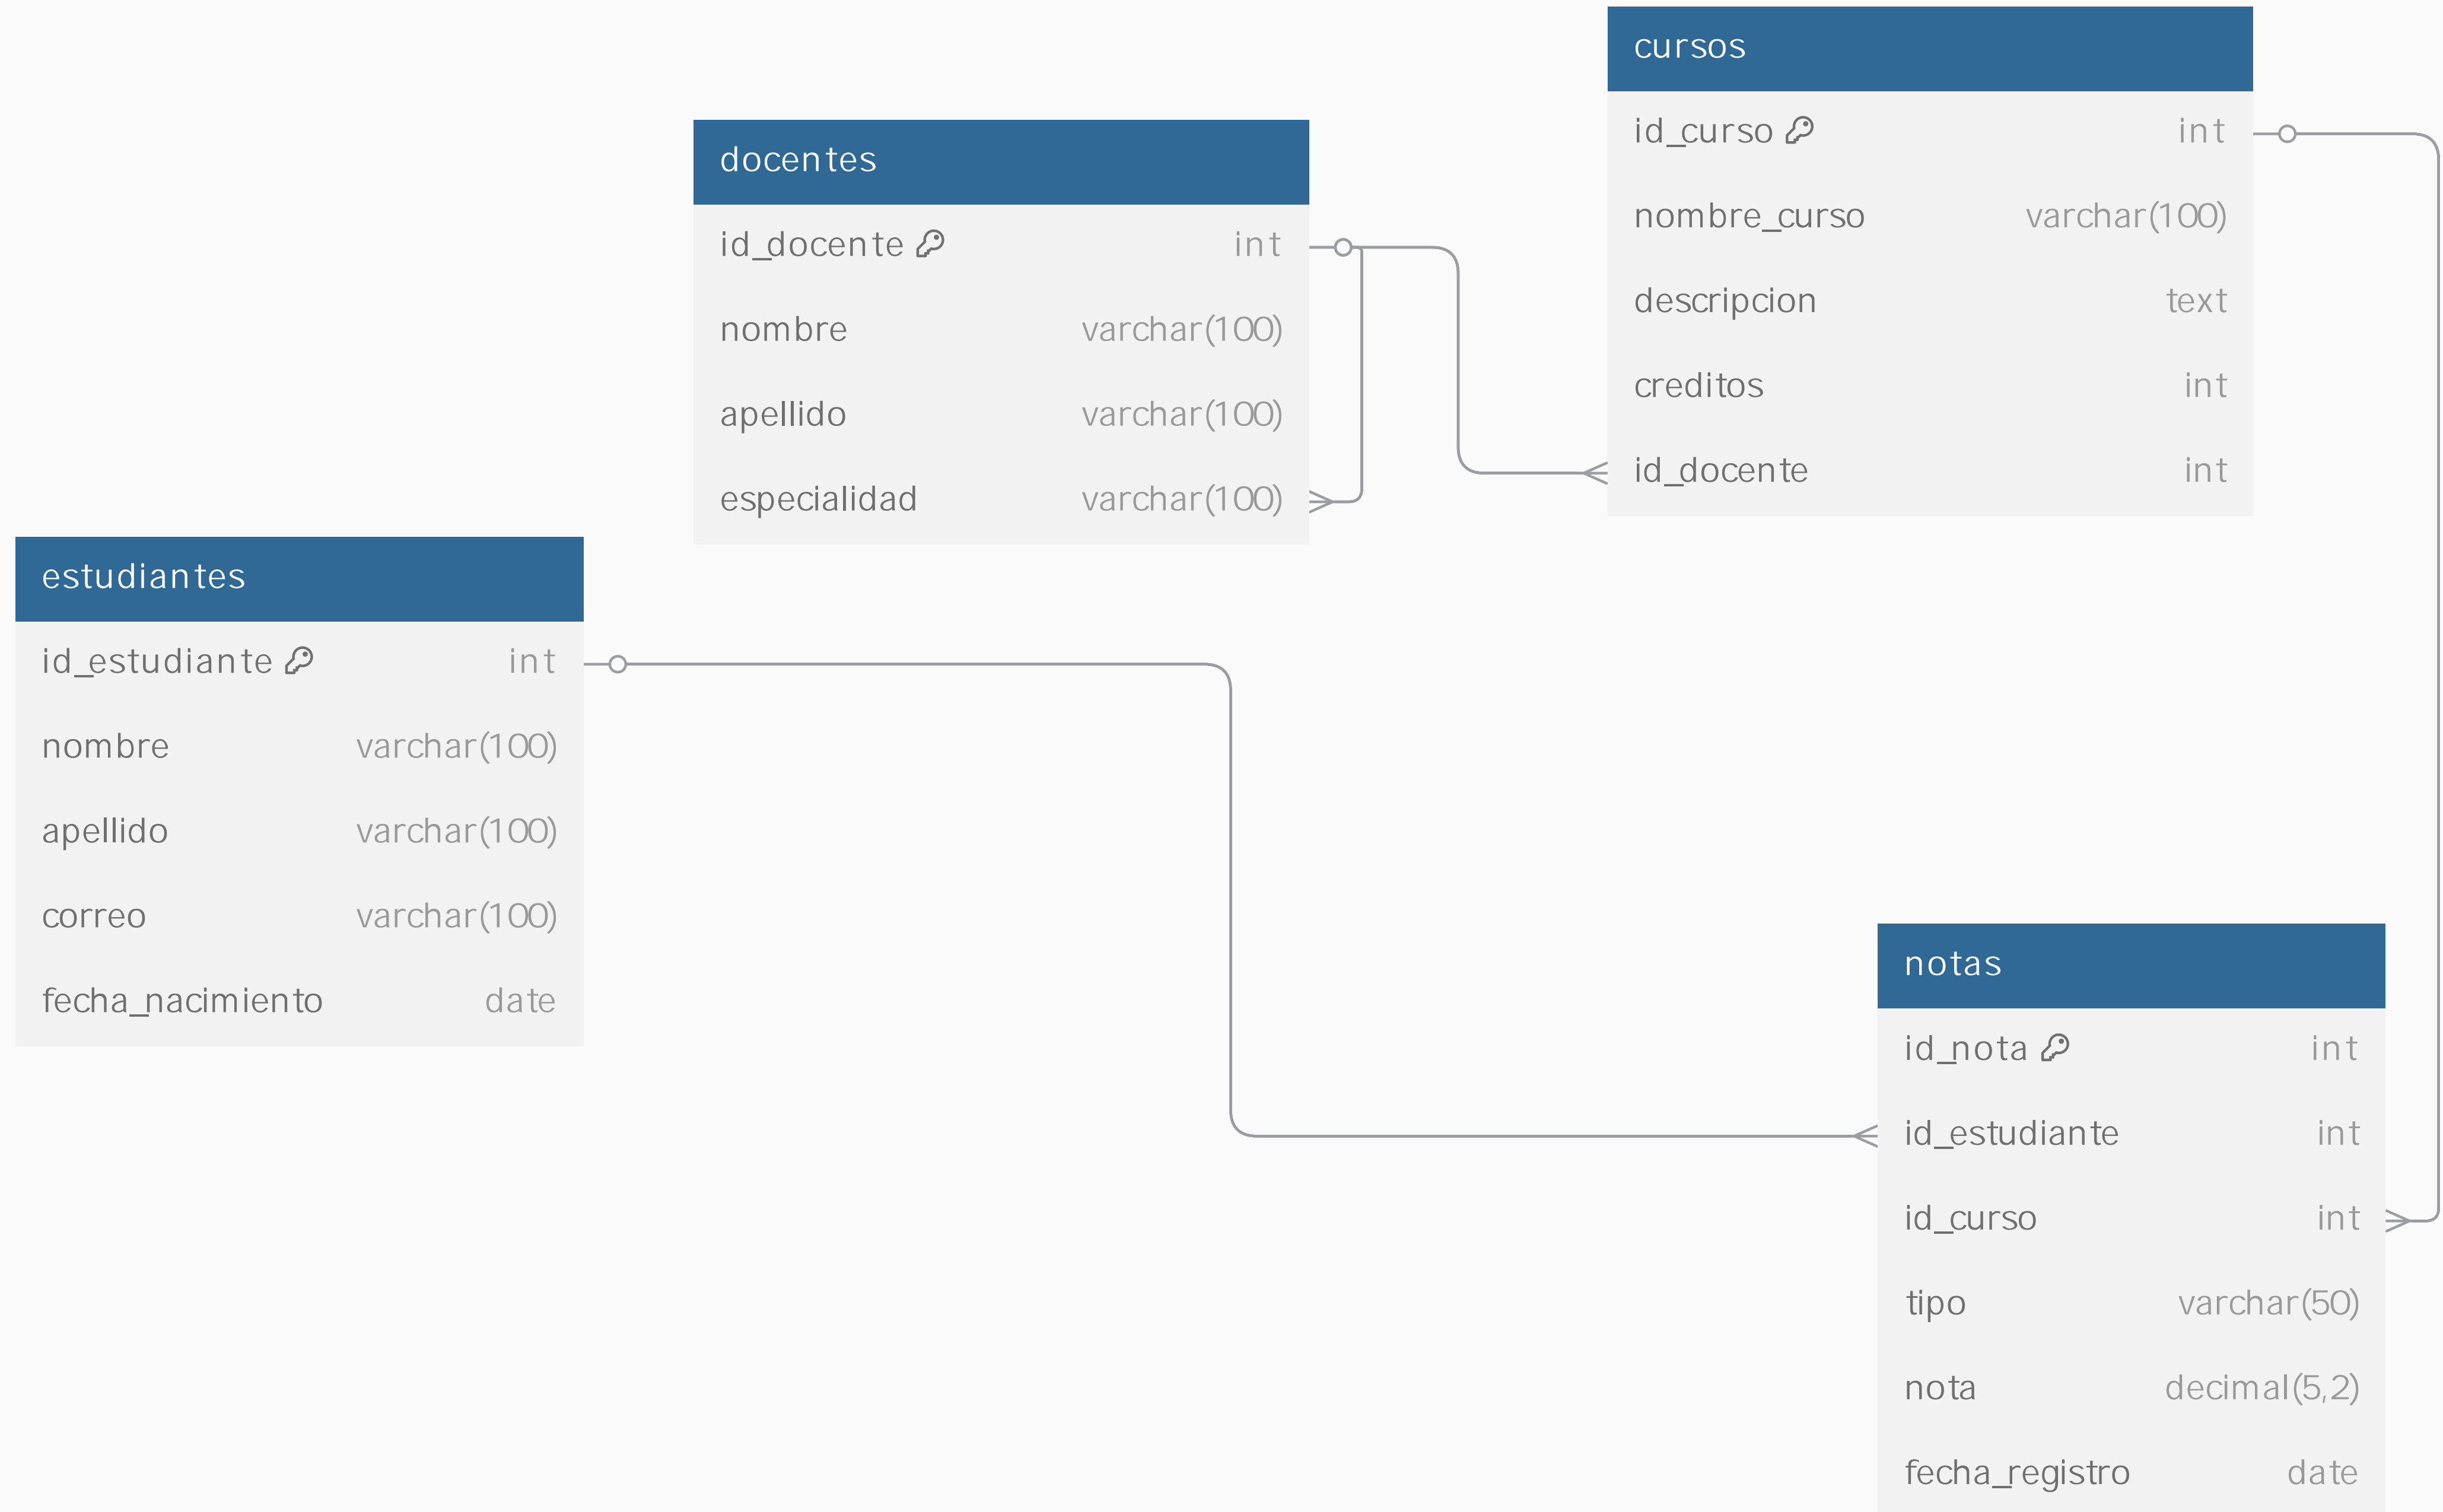 cursos
id_curso int
nombre_curso varchar(100)
descripcion text
creditos int
id_docente int
docentes
id_docente int
nombre varchar(100)
apellido varchar(100)
especialidad varchar(100)
estudiantes
id_estudiante int
nombre varchar(100)
apellido varchar(100)
correo varchar(100)
fecha_nacimiento date
notas
id_nota int
id_estudiante int
id_curso int
tipo varchar(50)
nota decimal(5,2)
fecha_registro date